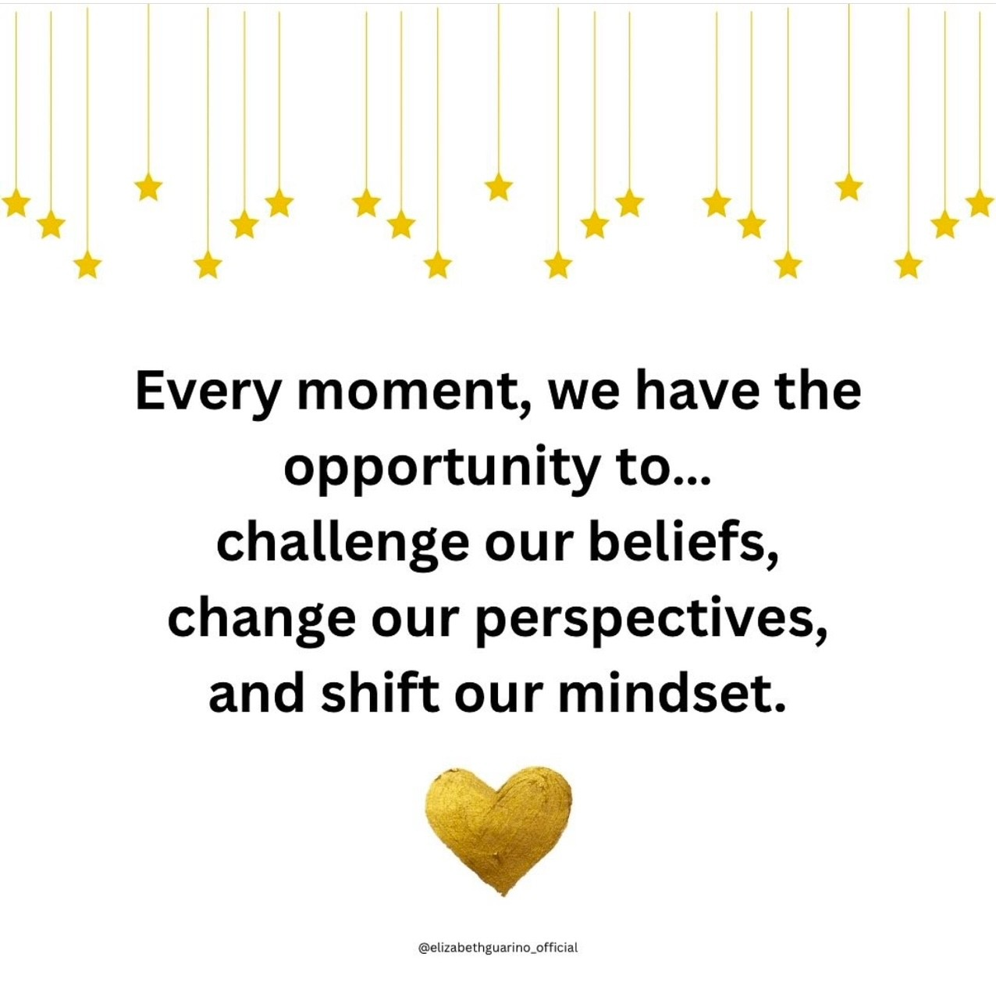 Every moment, we have the
opportunity to...
challenge our beliefs,
change our perspectives,
and shift our mindset.
@elizabethguarino_official